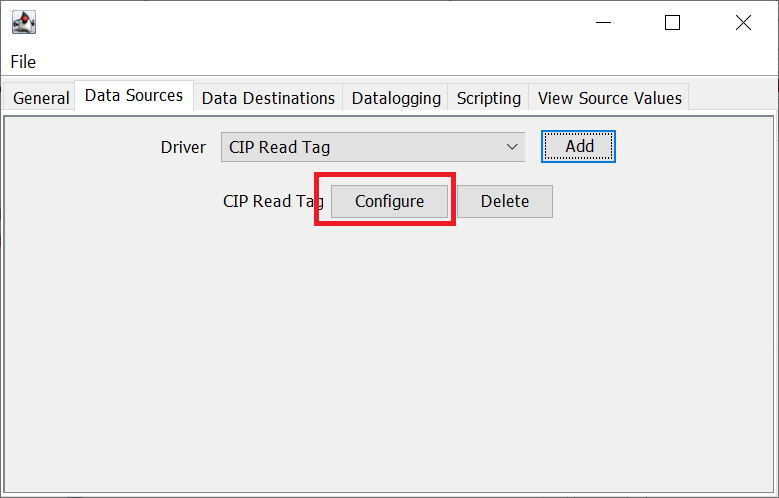 File
General Data Sources Data Destinations Datalogging Scripting View Source Values
Driver CIP Read Tag Add
CIP Read Tag Configure Delete